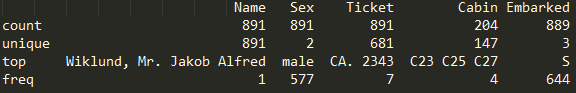 Name Sex Ticket Cabin Embarked
count 891 891 891 204 889
unique 891 2 681 147 3
top Wiklund, Mr. Jakob Alfred male CA. 2343 C23 C25 C27 S
freq 1 577 7 4 644